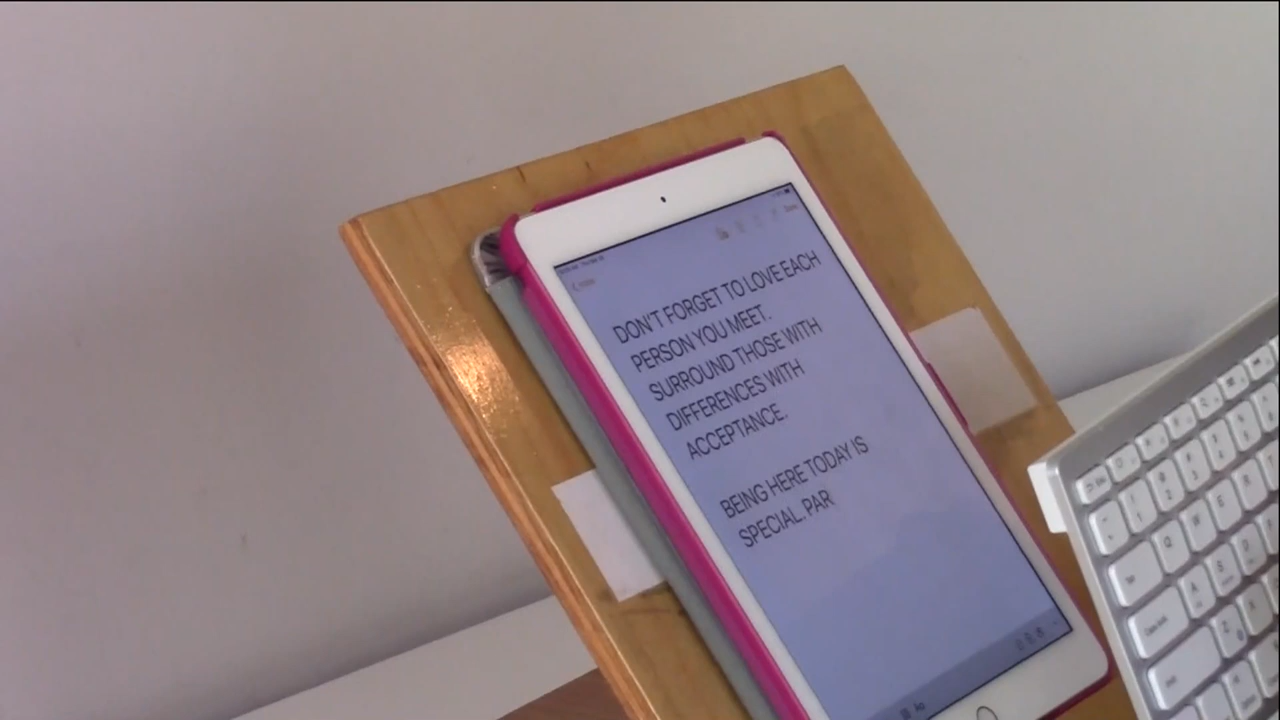 DON'T FORGET TO LOVE EACH
PERSON YOU MEET.
SURROUND THOSE WITH
DIFFERENCES WITH
ACCEPTANCE.
BEING HERE TODAY IS
SPECIAL. PAR